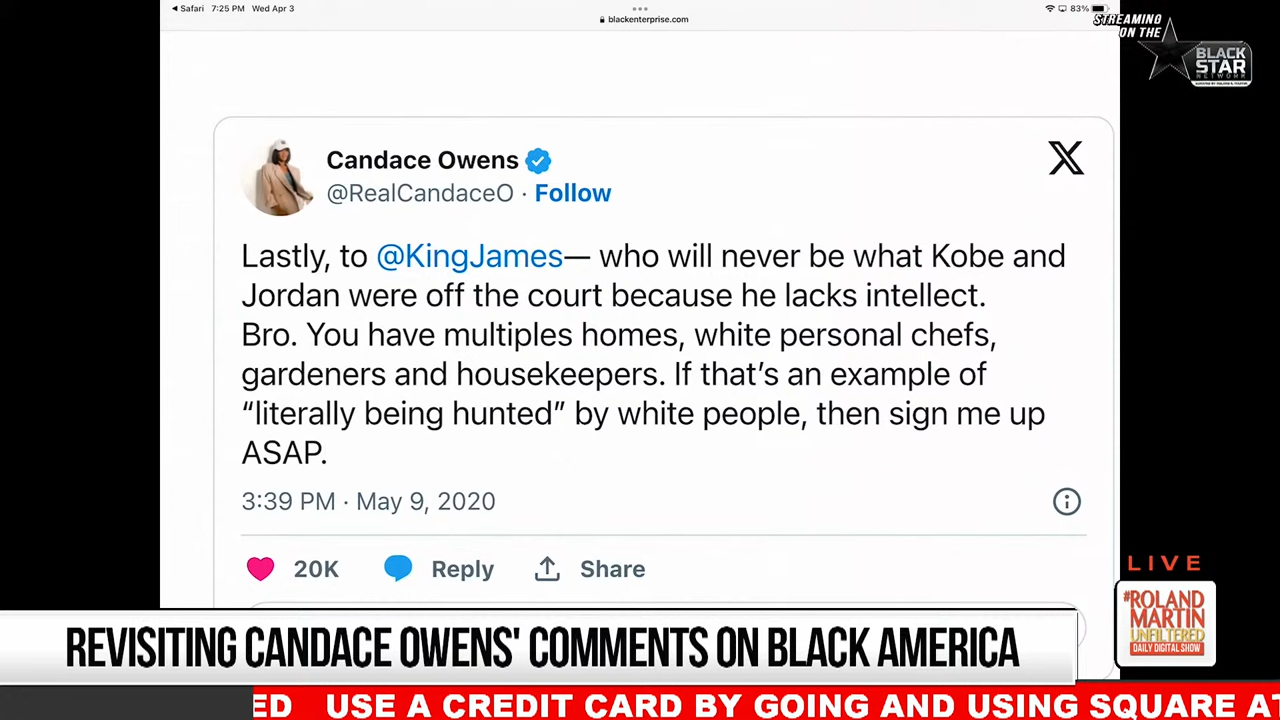 Safari 7:25 PM Wed Apr 3
blackenterprise.com
83%
STREAMING
ON THE
BLACK
STAR
NETWORK
Candace Owens
@RealCandaceO · Follow
Lastly, to @KingJames— who will never be what Kobe and
Jordan were off the court because he lacks intellect.
Bro. You have multiples homes, white personal chefs,
gardeners and housekeepers. If that’s an example of
“literally being hunted” by white people, then sign me up
ASAP.
3:39 PM · May 9, 2020
20K Reply Share
LIVE
#ROLAND
MARTIN
UNFILTERED
DAILY DIGITAL SHOW
REVISITING CANDACE OWENS' COMMENTS ON BLACK AMERICA
ED USE A CREDIT CARD BY GOING AND USING SQUARE AT